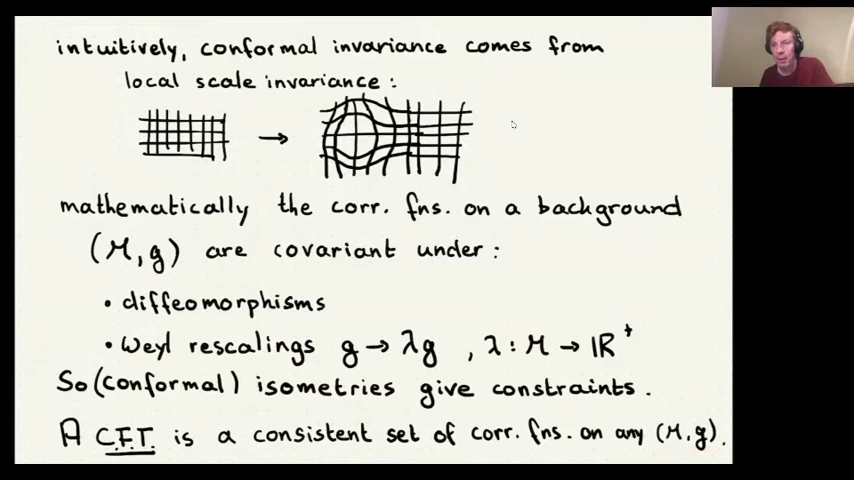 intuitively, conformal invariance comes from
local scale invariance :
mathematically the corr. fns. on a background
(M, g) are covariant under :
• diffeomorphisms
• Weyl rescalings g → λg , λ : M → ℝ⁺
So (conformal) isometries give constraints .
A C.F.T. is a consistent set of corr. fns. on any (M, g) .